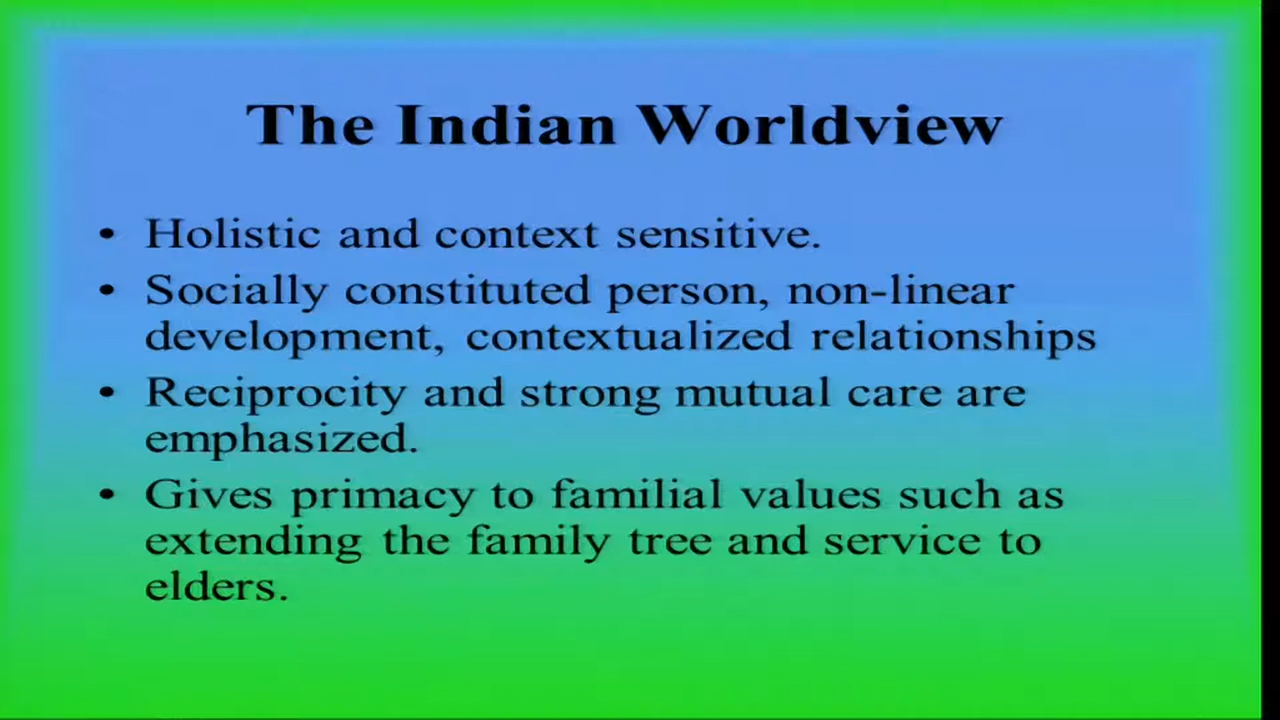 The Indian Worldview
• Holistic and context sensitive.
• Socially constituted person, non-linear
development, contextualized relationships
• Reciprocity and strong mutual care are
emphasized.
• Gives primacy to familial values such as
extending the family tree and service to
elders.